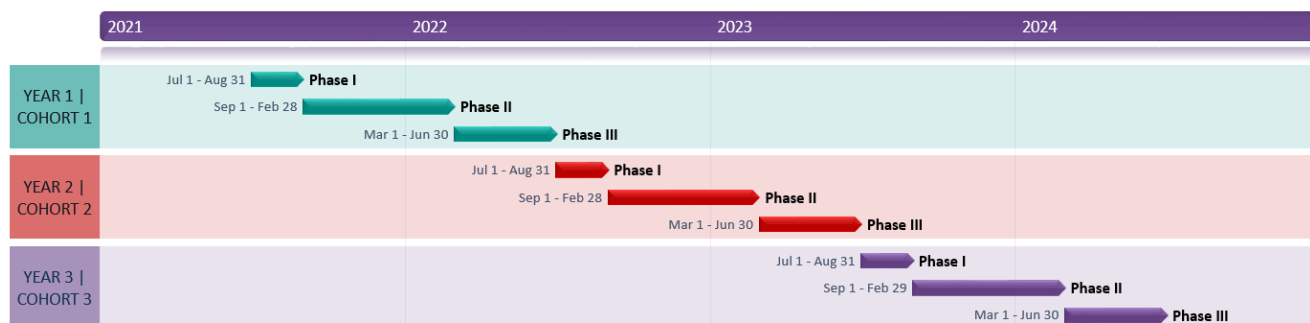 2021 2022 2023 2024
YEAR 1 |
COHORT 1
Jul 1 - Aug 31 Phase I
Sep 1 - Feb 28 Phase II
Mar 1 - Jun 30 Phase III
YEAR 2 |
COHORT 2
Jul 1 - Aug 31 Phase I
Sep 1 - Feb 28 Phase II
Mar 1 - Jun 30 Phase III
YEAR 3 |
COHORT 3
Jul 1 - Aug 31 Phase I
Sep 1 - Feb 29 Phase II
Mar 1 - Jun 30 Phase III